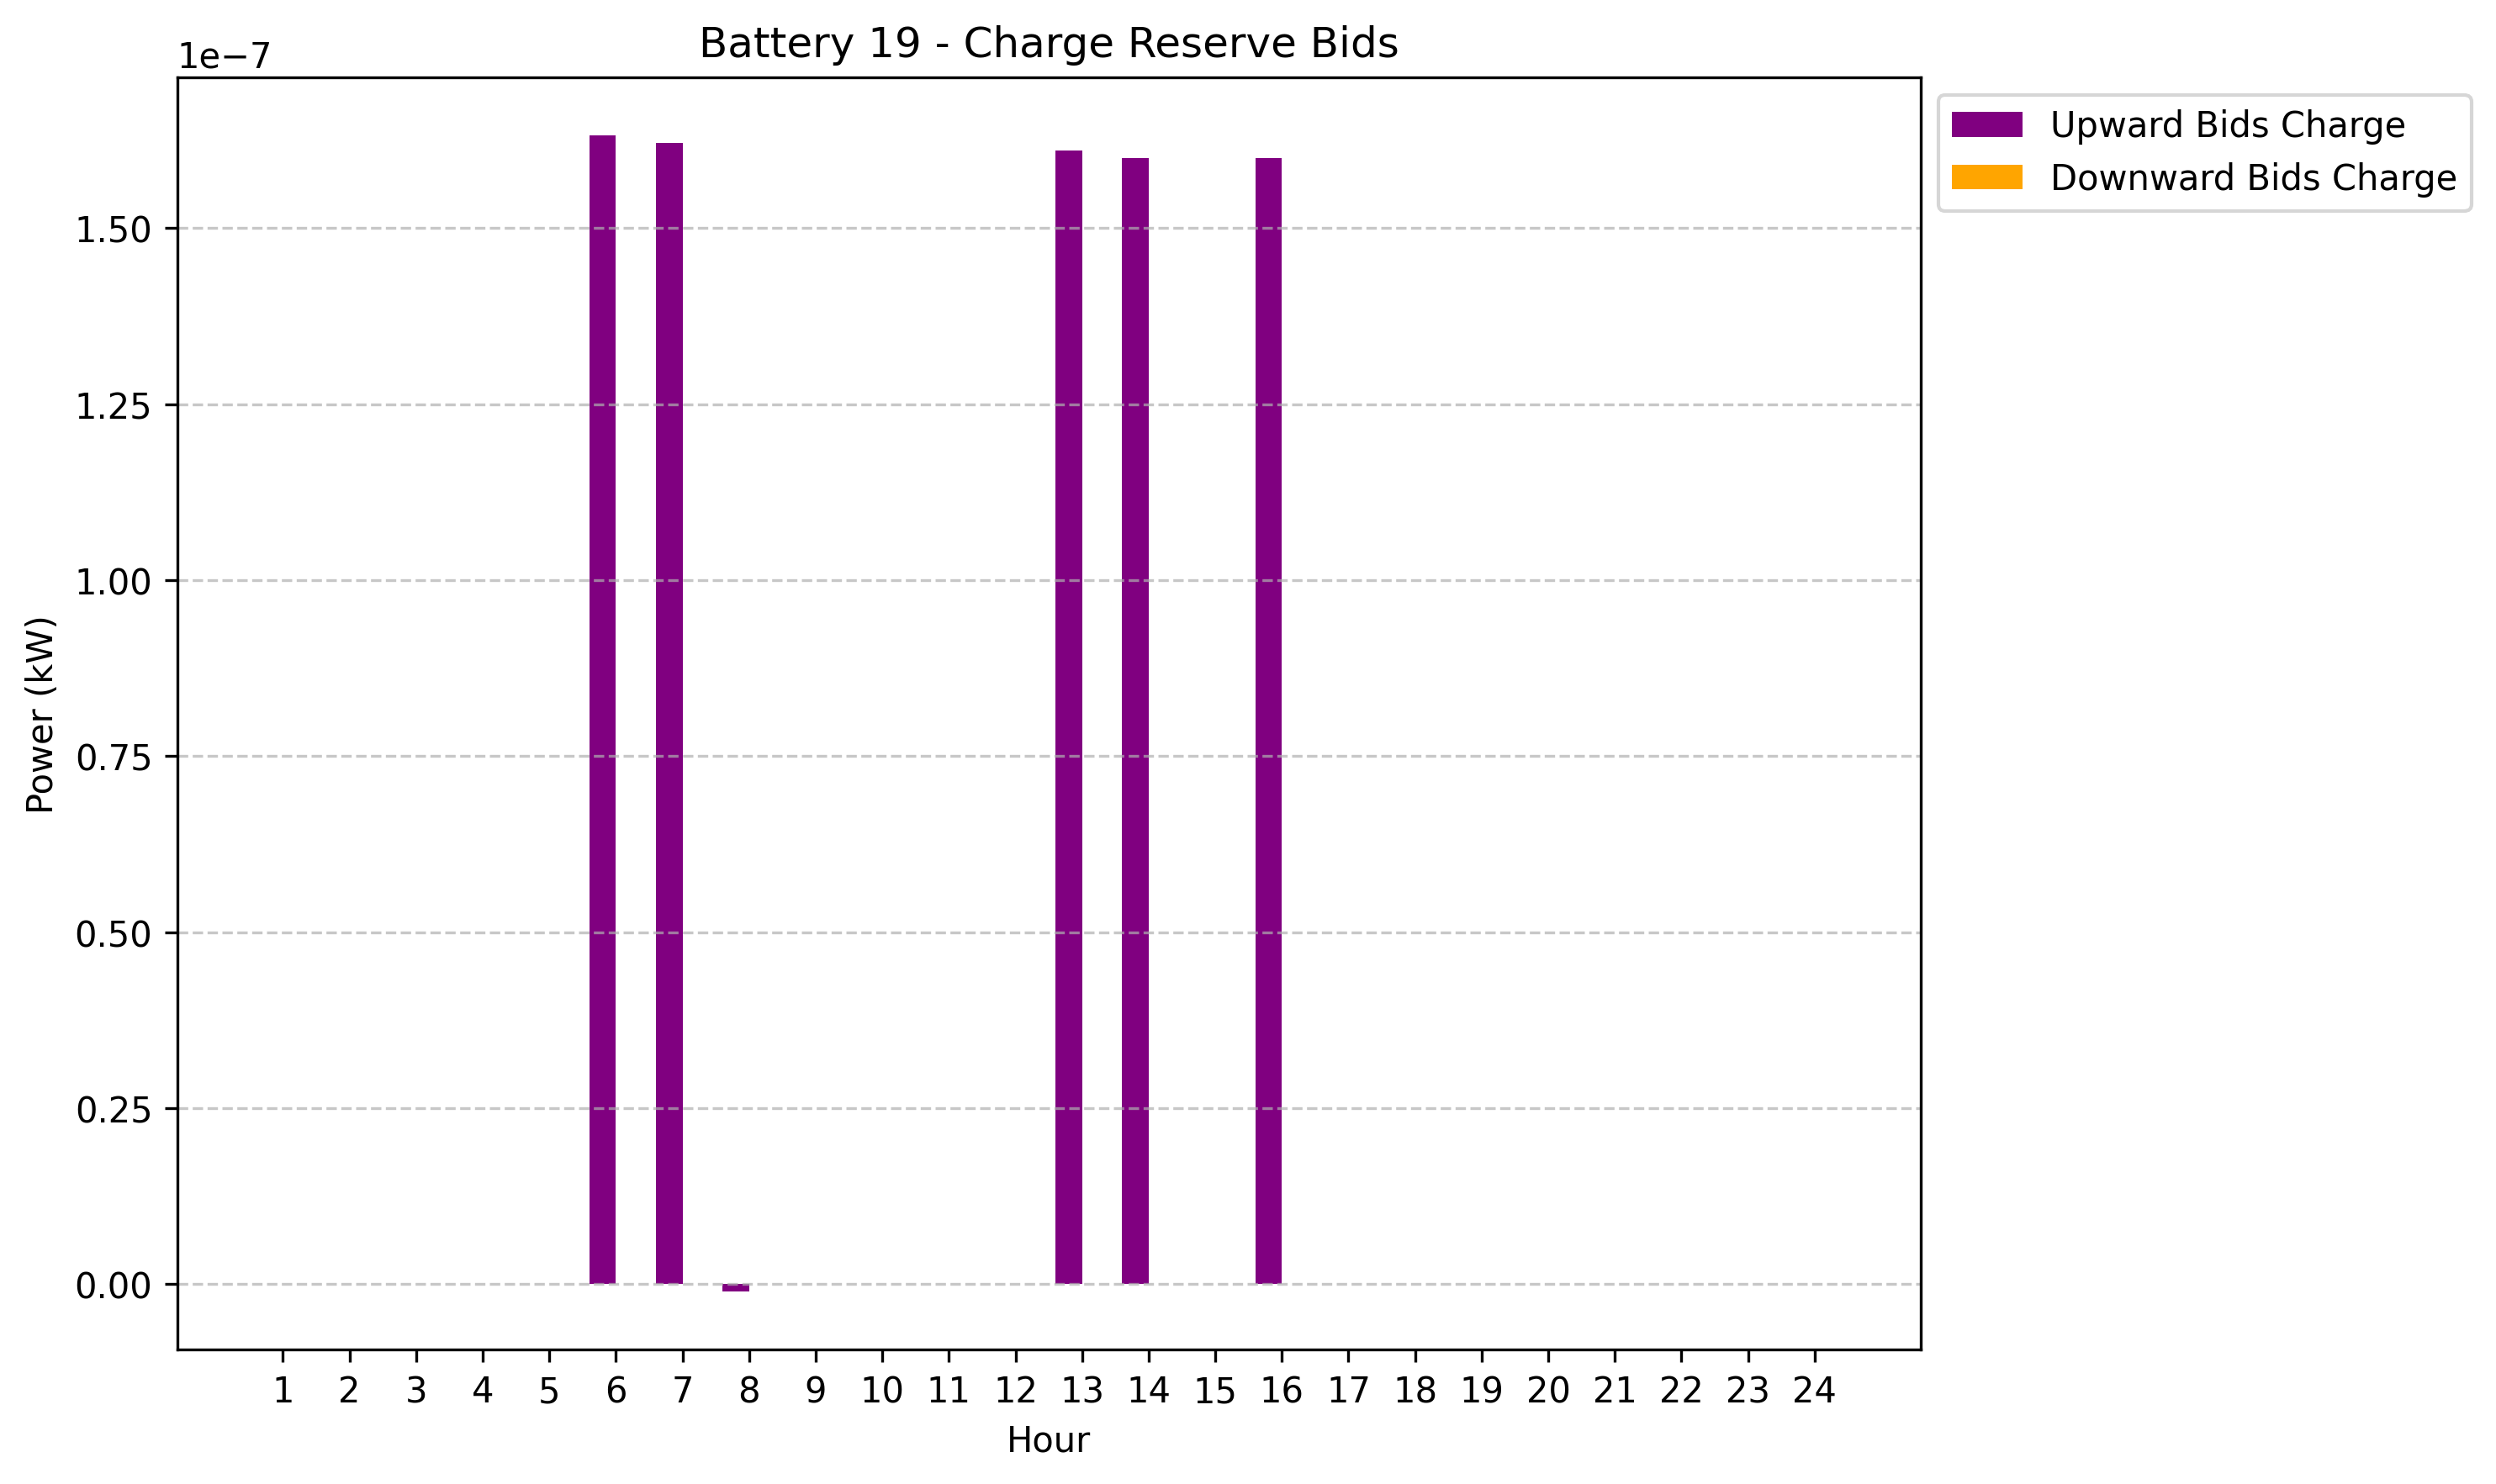 Battery 19 - Charge Reserve Bids
1e−7
Upward Bids Charge
Downward Bids Charge
1.50
1.25
1.00
0.75
0.50
0.25
0.00
Power (kW)
1 2 3 4 5 6 7 8 9 10 11 12 13 14 15 16 17 18 19 20 21 22 23 24
Hour